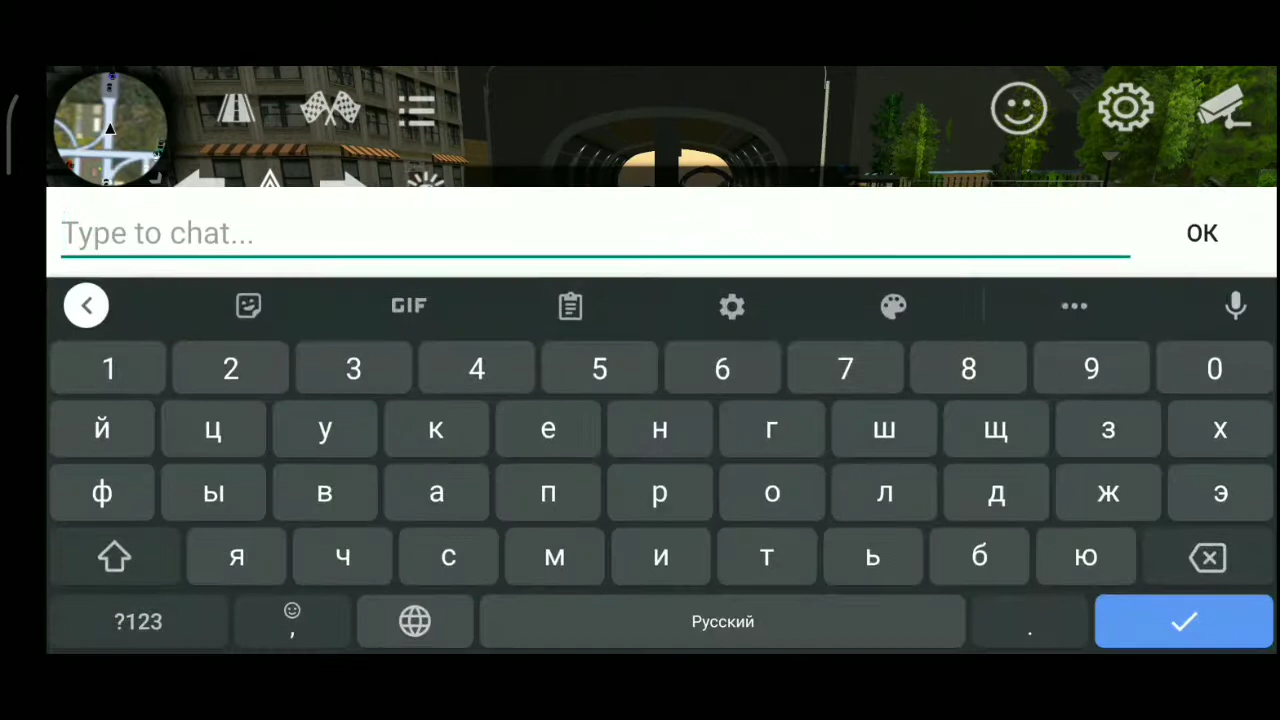 Type to chat...
OK
GIF
1 2 3 4 5 6 7 8 9 0
й ц у к е н г ш щ з х
ф ы в а п р о л д ж э
я ч с м и т ь б ю
?123 , Русский .